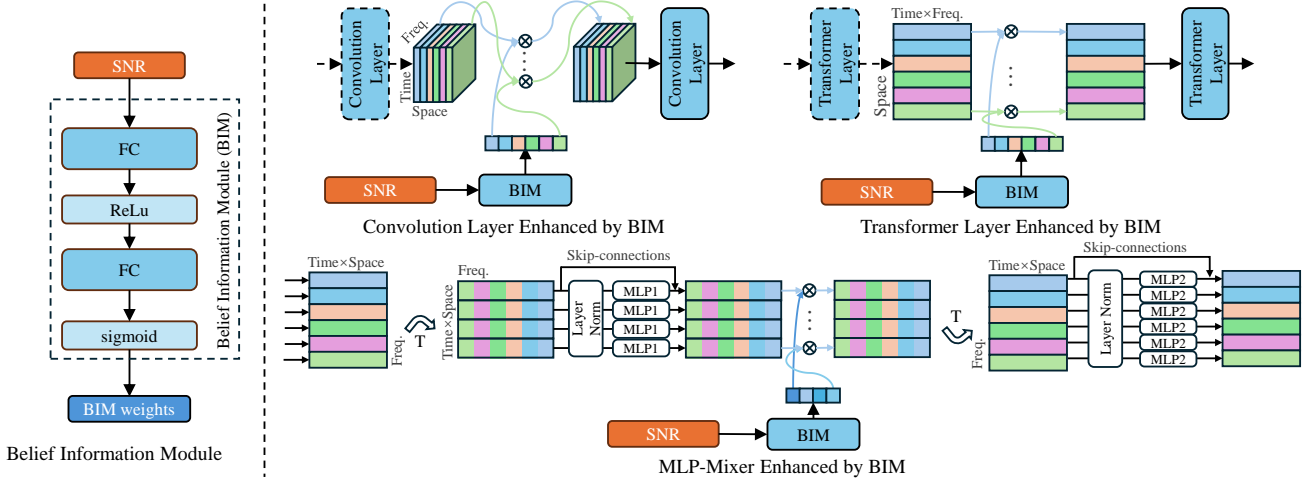 SNR
FC
ReLu
FC
sigmoid
BIM weights
Belief Information Module (BIM)
Belief Information Module
Convolution
Layer
Freq.
Time
Space
Convolution
Layer
SNR
BIM
Convolution Layer Enhanced by BIM
Transformer
Layer
Time×Freq.
Space
Transformer
Layer
SNR
BIM
Transformer Layer Enhanced by BIM
Time×Space
Freq.
T
Freq.
Time×Space
Skip-connections
Layer
Norm
MLP1
MLP1
MLP1
MLP1
SNR
BIM
T
Time×Space
Freq.
Skip-connections
Layer Norm
MLP2
MLP2
MLP2
MLP2
MLP2
MLP2
MLP-Mixer Enhanced by BIM